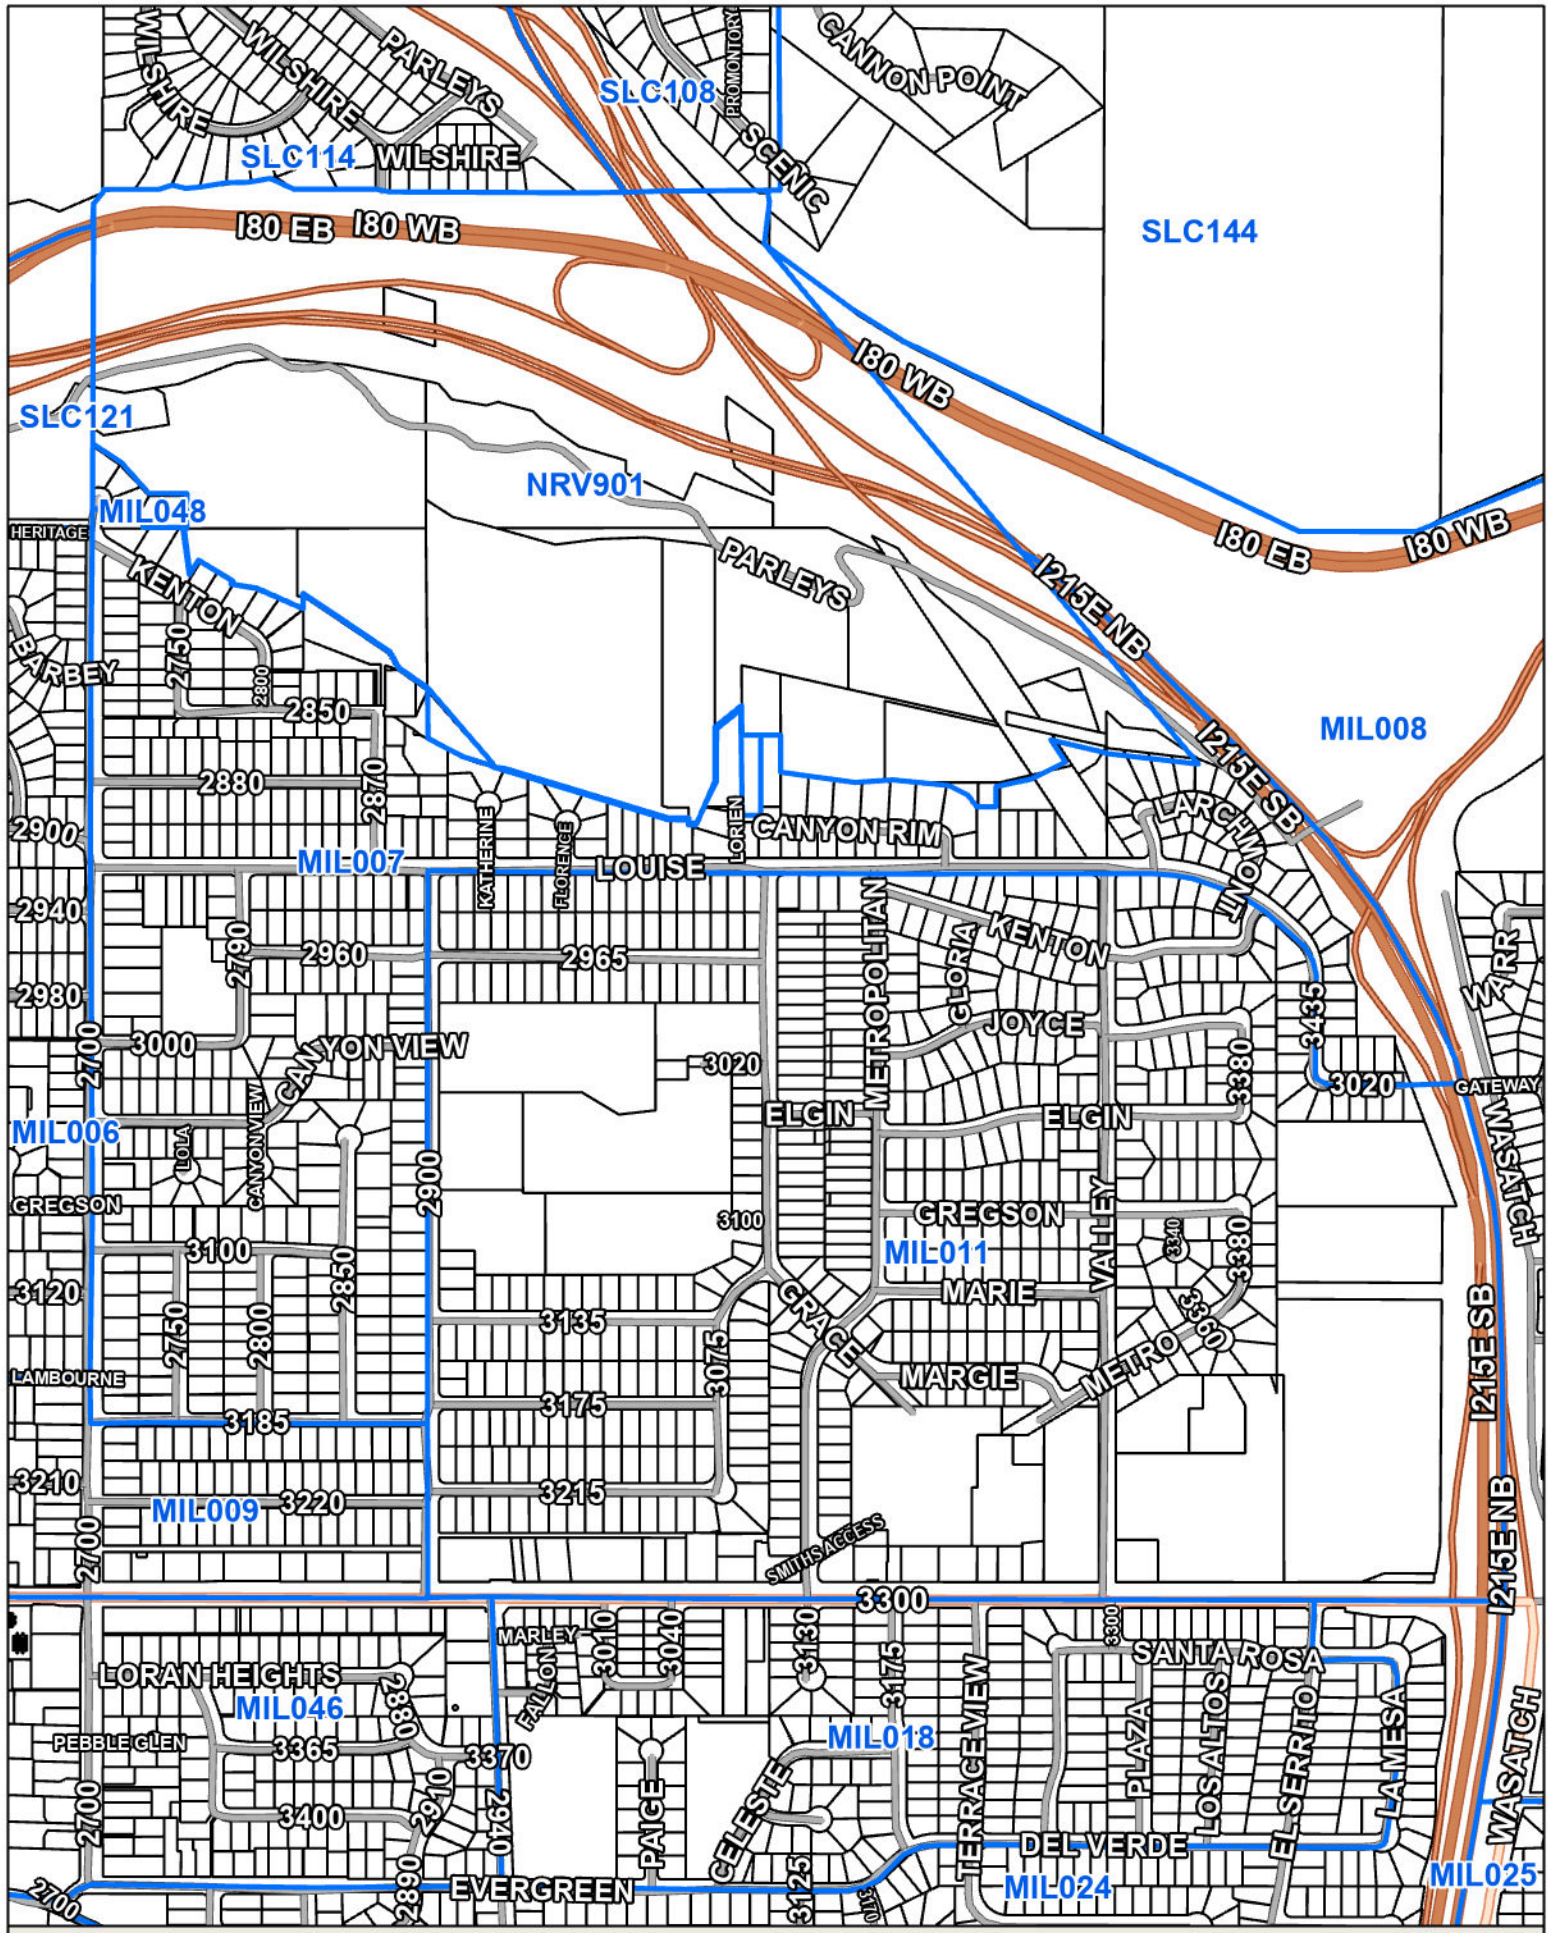 WILSHIRE
WILSHIRE
PARLEYS
SLC108
PROMONTORY
CANNON POINT
SLC114
WILSHIRE
SCENIC
I80 EB
I80 WB
SLC144
I80 WB
SLC121
NRV901
MIL048
HERITAGE
I80 EB
I80 WB
KENTON
PARLEYS
I215E NB
BARBEY
2750
2800
2850
MIL008
I215E SB
2880
2870
2900
KATHERINE
FLORENCE
LORIEN
CANYON RIM
LARCHMONT
MIL007
LOUISE
2940
2790
2960
2965
METROPOLITAN
GLORIA
KENTON
WARR
2980
2700
3000
CANYON VIEW
3020
JOYCE
3435
3380
3020
GATEWAY
MIL006
LOLA
CANYON VIEW
ELGIN
ELGIN
WASATCH
2900
GREGSON
3100
GREGSON
VALLEY
3340
3380
3100
2850
MIL011
3120
2750
2800
3135
GRACE
MARIE
3360
I215E SB
LAMBOURNE
3075
MARGIE
METRO
3185
3175
3210
MIL009
3220
3215
I215E NB
2700
SMITHS ACCESS
3300
MARLEY
3010
3040
3130
3175
3300
SANTA ROSA
LORAN HEIGHTS
MIL046
2880
FALLON
TERRACE VIEW
PLAZA
LOS ALTOS
EL SERRITO
LA MESA
WASATCH
PEBBLE GLEN
3365
3370
MIL018
2700
3400
2910
2940
PAIGE
CELESTE
DEL VERDE
2700
2890
EVERGREEN
3125
3170
MIL024
MIL025